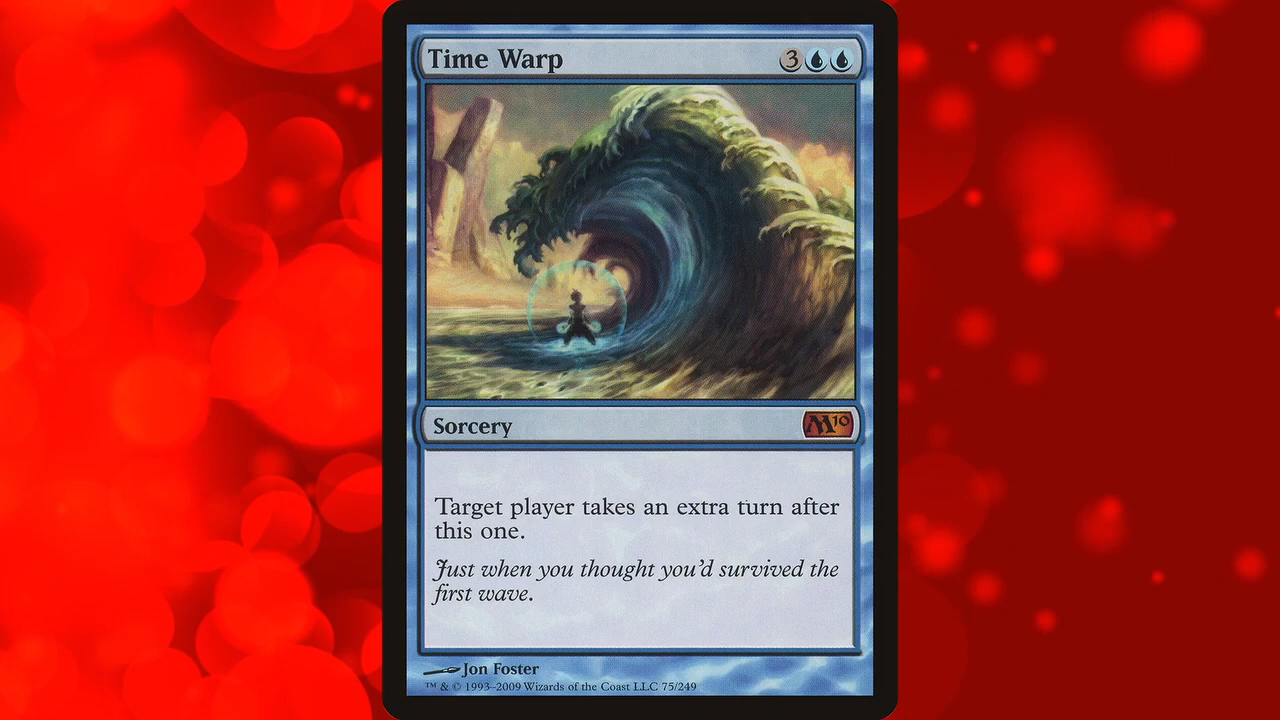 Time Warp 3
M10
Sorcery
Target player takes an extra turn after
this one.
Just when you thought you'd survived the
first wave.
Jon Foster
™ & © 1993–2009 Wizards of the Coast LLC 75/249